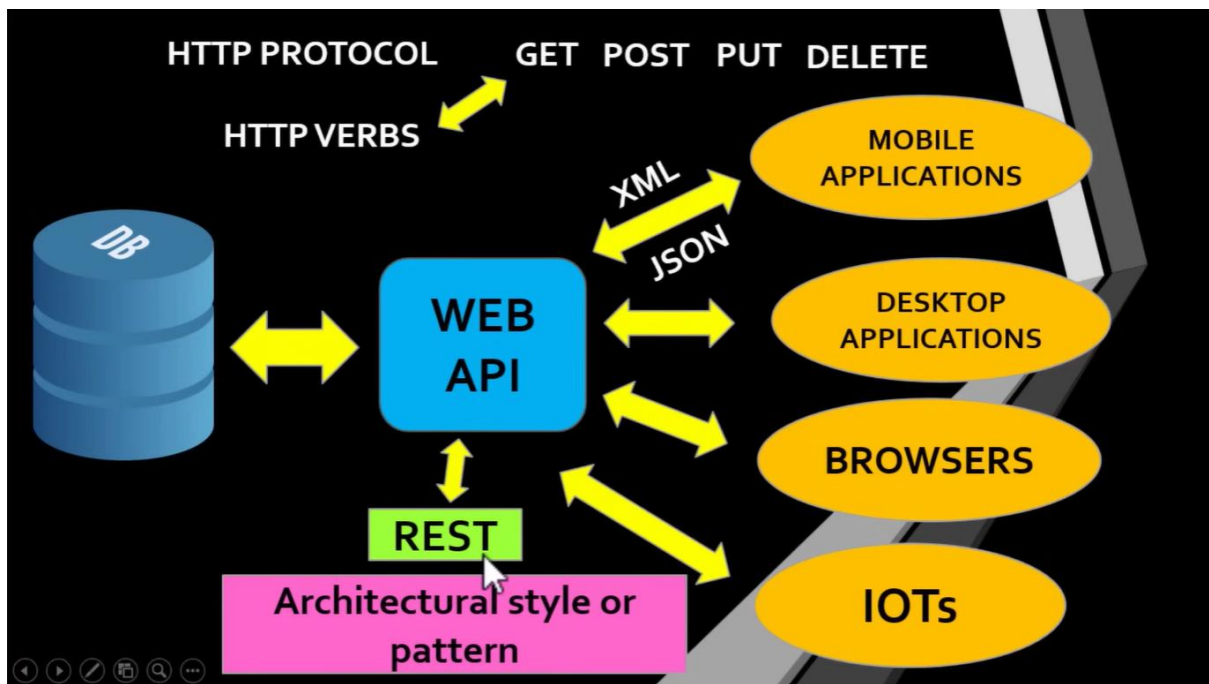 HTTP PROTOCOL
GET POST PUT DELETE
HTTP VERBS
MOBILE
APPLICATIONS
XML
JSON
DB
WEB
API
DESKTOP
APPLICATIONS
BROWSERS
REST
Architectural style or
pattern
IOTs